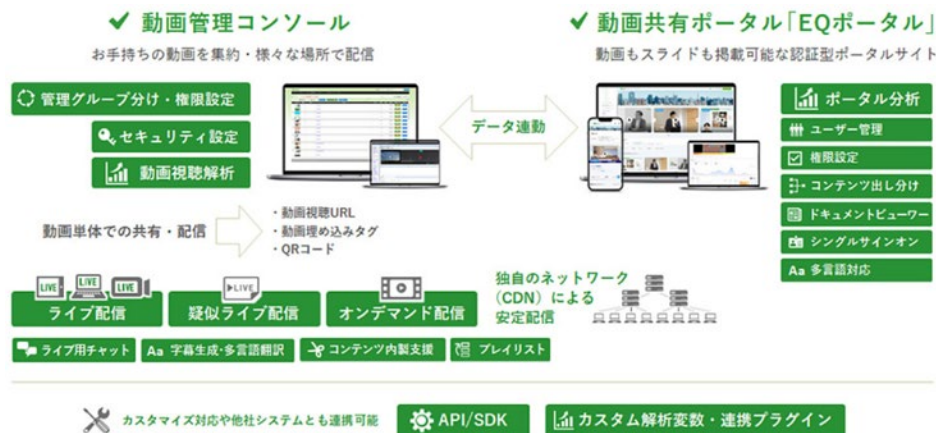 動画管理コンソール
お手持ちの動画を集約・様々な場所で配信
管理グループ分け・権限設定
セキュリティ設定
動画視聴解析
データ連動
動画共有ポータル「EQポータル」
動画もスライドも掲載可能な認証型ポータルサイト
ポータル分析
ユーザー管理
権限設定
コンテンツ出し分け
ドキュメントビューワー
シングルサインオン
Aa 多言語対応
動画単体での共有・配信
・動画視聴URL
・動画埋め込みタグ
・QRコード
LIVE LIVE LIVE
ライブ配信
LIVE
疑似ライブ配信
オンデマンド配信
独自のネットワーク
(CDN)による
安定配信
ライブ用チャット
Aa 字幕生成・多言語翻訳
コンテンツ内製支援
プレイリスト
カスタマイズ対応や他社システムとも連携可能
API/SDK
カスタム解析変数・連携プラグイン